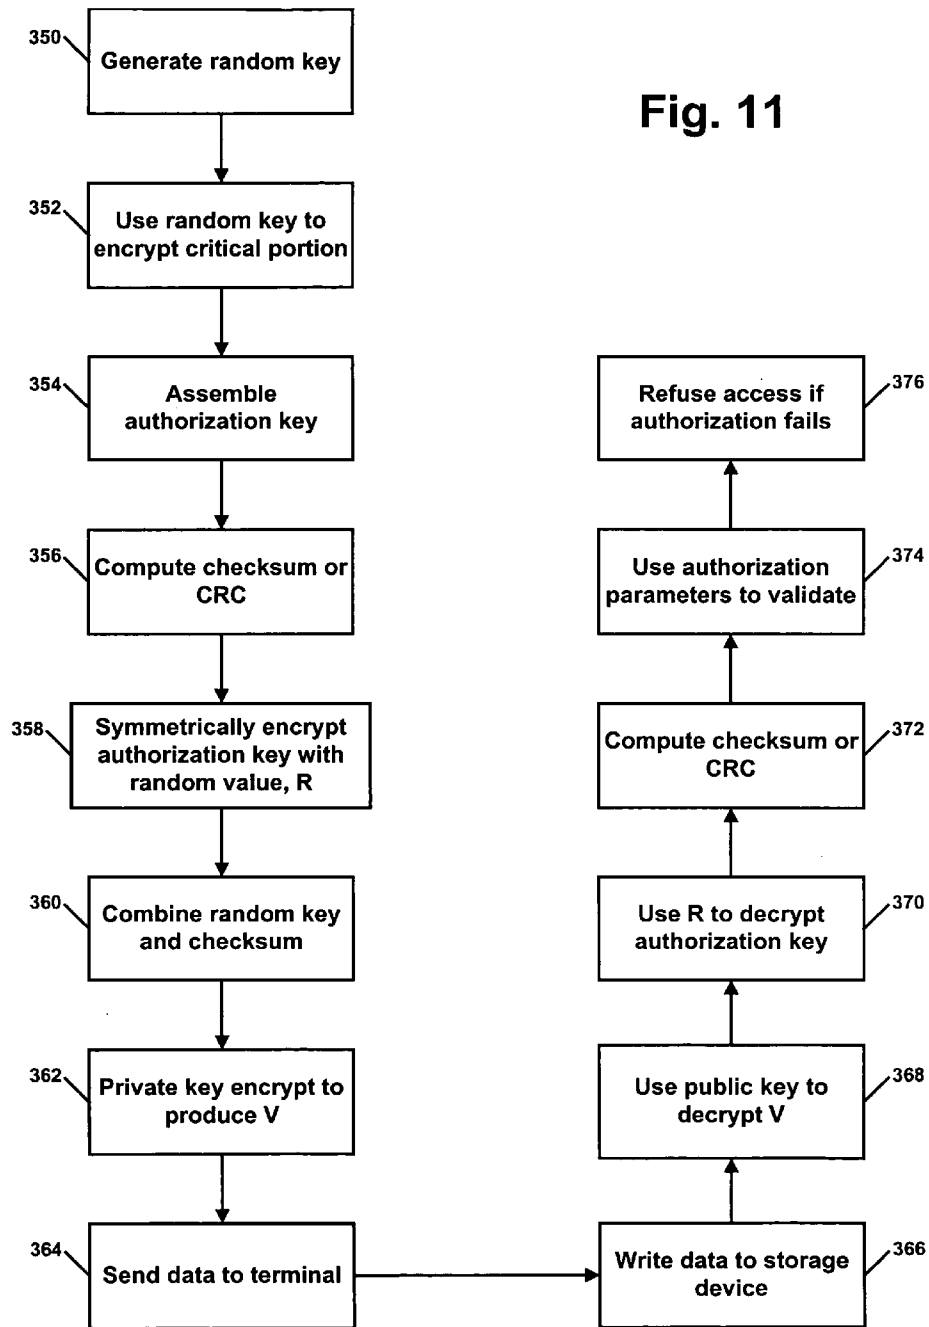 Fig. 11
350
Generate random key
352
Use random key to
encrypt critical portion
354
Assemble
authorization key
356
Compute checksum or
CRC
358
Symmetrically encrypt
authorization key with
random value, R
360
Combine random key
and checksum
362
Private key encrypt to
produce V
364
Send data to terminal
366
Write data to storage
device
368
Use public key to
decrypt V
370
Use R to decrypt
authorization key
372
Compute checksum or
CRC
374
Use authorization
parameters to validate
376
Refuse access if
authorization fails